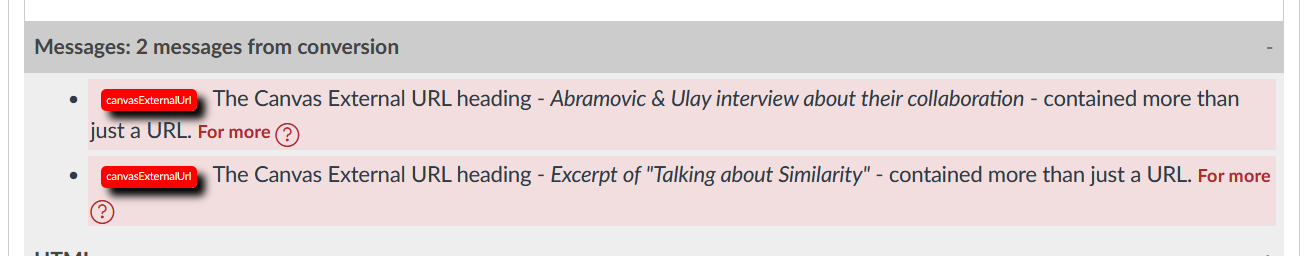 Messages: 2 messages from conversion -
• canvasExternalUrl The Canvas External URL heading - Abramovic & Ulay interview about their collaboration - contained more than
just a URL. For more ?
• canvasExternalUrl The Canvas External URL heading - Excerpt of "Talking about Similarity" - contained more than just a URL. For more
?
HTML